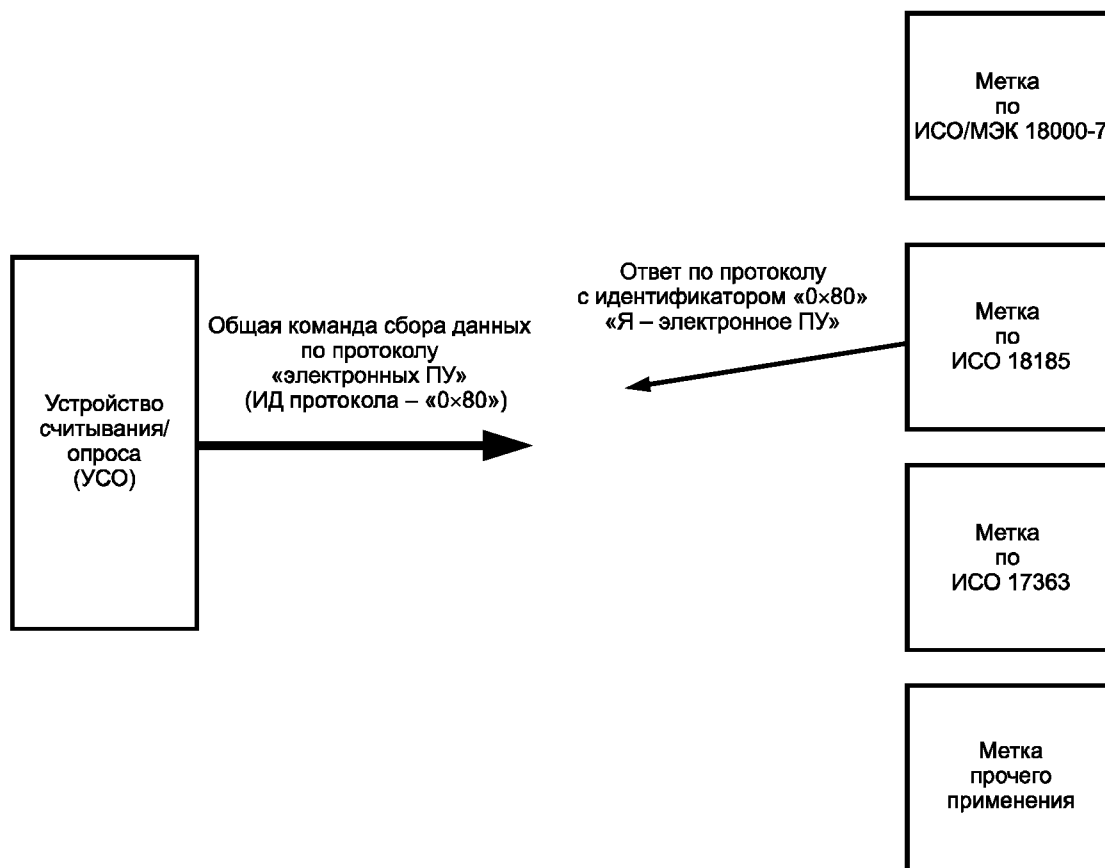 Метка
по
ИСО/МЭК 18000-7
Ответ по протоколу
с идентификатором «0×80»
«Я – электронное ПУ»
Метка
по
ИСО 18185
Общая команда сбора данных
по протоколу
«электронных ПУ»
(ИД протокола – «0×80»)
Устройство
считывания/
опроса
(УСО)
Метка
по
ИСО 17363
Метка
прочего
применения